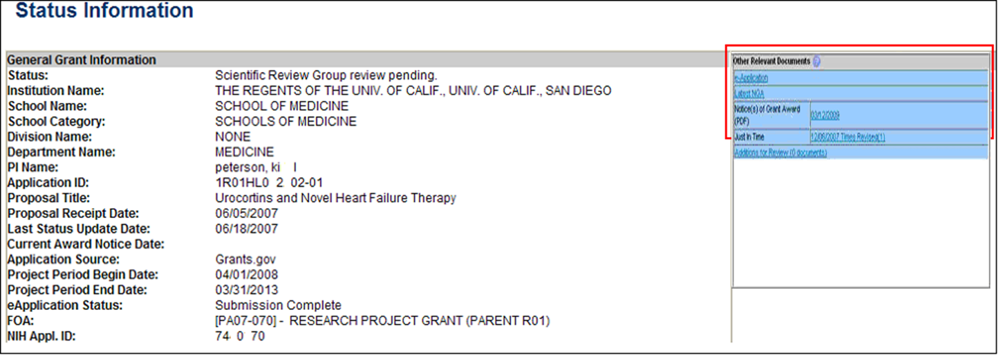 Status Information
General Grant Information
Status: Scientific Review Group review pending.
Institution Name: THE REGENTS OF THE UNIV. OF CALIF., UNIV. OF CALIF., SAN DIEGO
School Name: SCHOOL OF MEDICINE
School Category: SCHOOLS OF MEDICINE
Division Name: NONE
Department Name: MEDICINE
PI Name: peterson, ki l
Application ID: 1R01HL0 2 02-01
Proposal Title: Urocortins and Novel Heart Failure Therapy
Proposal Receipt Date: 06/05/2007
Last Status Update Date: 06/18/2007
Current Award Notice Date:
Application Source: Grants.gov
Project Period Begin Date: 04/01/2008
Project Period End Date: 03/31/2013
eApplication Status: Submission Complete
FOA: [PA07-070] - RESEARCH PROJECT GRANT (PARENT R01)
NIH Appl. ID: 74 0 70
Other Relevant Documents ?
e-Application
Latest NGA
Notice(s) of Grant Award
(PDF) 03/12/2009
Just In Time 12/06/2007 Times Revised(1)
Additions for Review (0 documents)